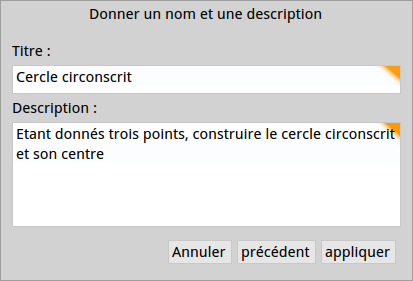 Donner un nom et une description
Titre :
Cercle circonscrit
Description :
Etant donnés trois points, construire le cercle circonscrit
et son centre
Annuler
précédent
appliquer